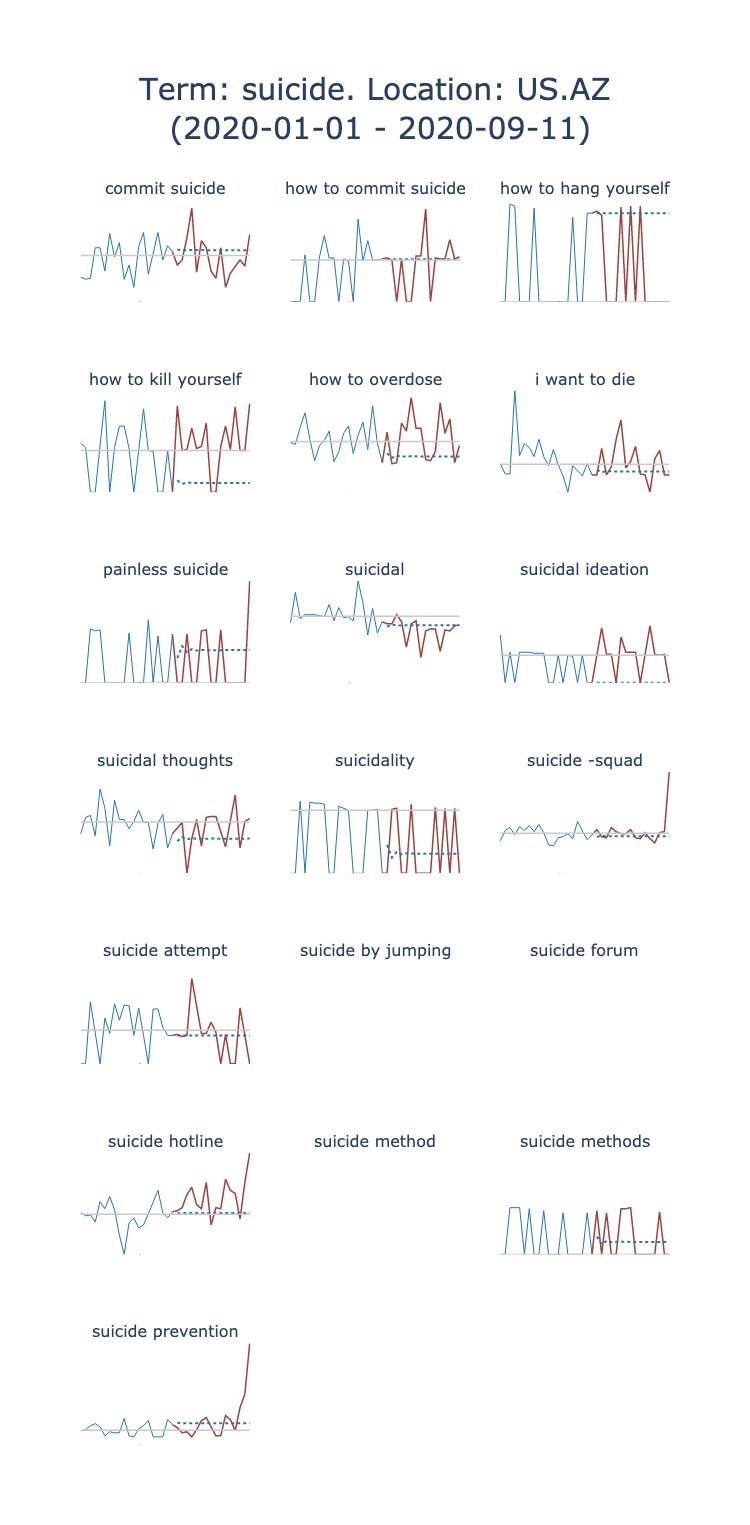 Term: suicide. Location: US.AZ
(2020-01-01 - 2020-09-11)
commit suicide
how to commit suicide
how to hang yourself
how to kill yourself
how to overdose
i want to die
painless suicide
suicidal
suicidal ideation
suicidal thoughts
suicidality
suicide -squad
suicide attempt
suicide by jumping
suicide forum
suicide hotline
suicide method
suicide methods
suicide prevention